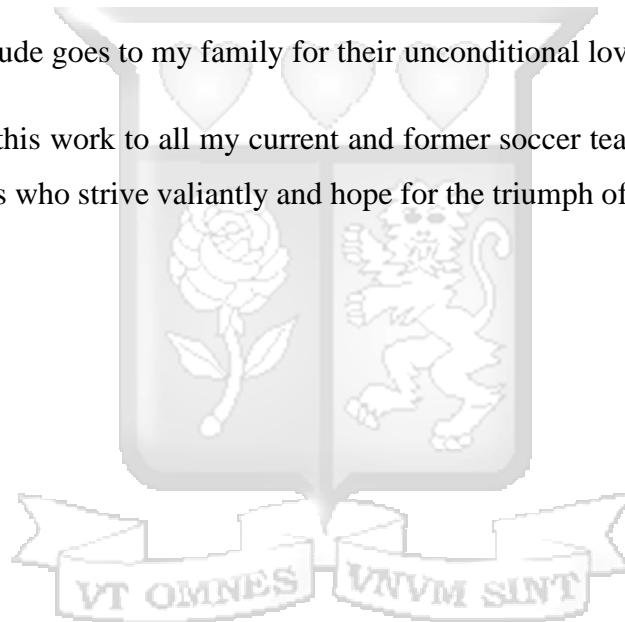 ude goes to my family for their unconditional lov
this work to all my current and former soccer tea
s who strive valiantly and hope for the triumph of
VT OMNES VNVM SINT